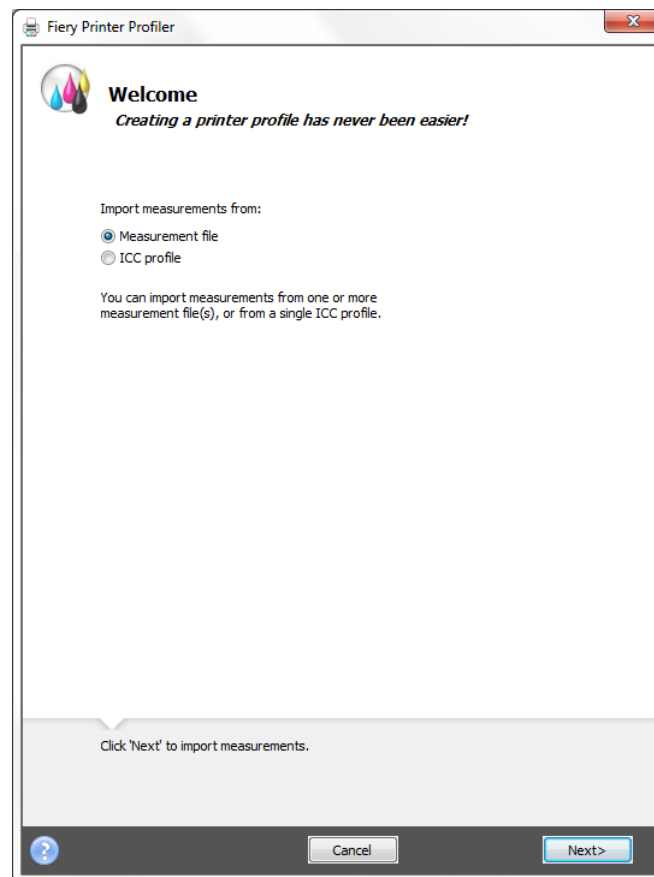 Fiery Printer Profiler
Welcome
Creating a printer profile has never been easier!
Import measurements from:
Measurement file
ICC profile
You can import measurements from one or more
measurement file(s), or from a single ICC profile.
Click 'Next' to import measurements.
?
Cancel
Next>